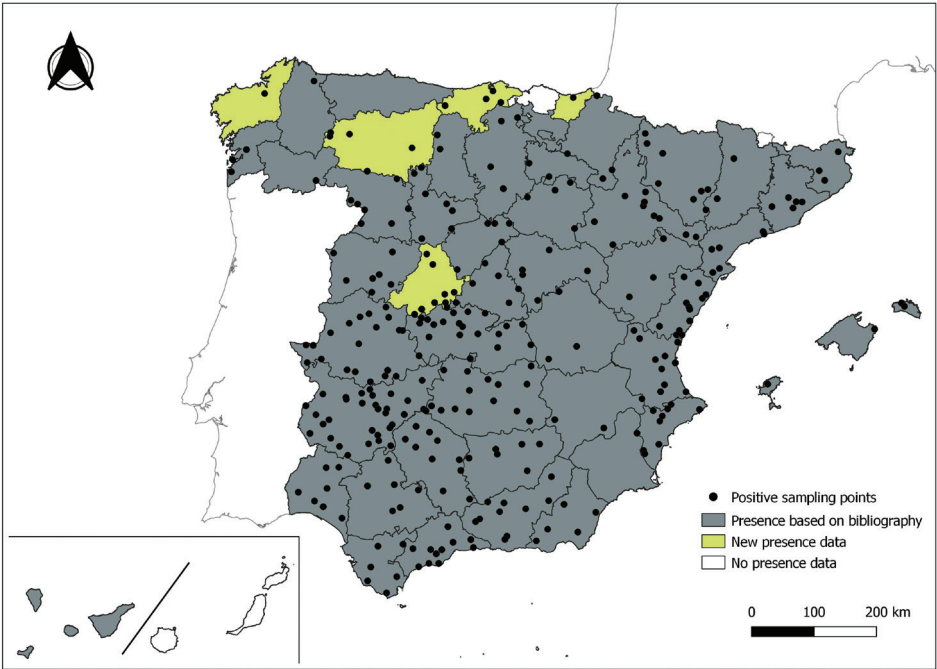 Positive sampling points
Presence based on bibliography
New presence data
No presence data
0 100 200 km